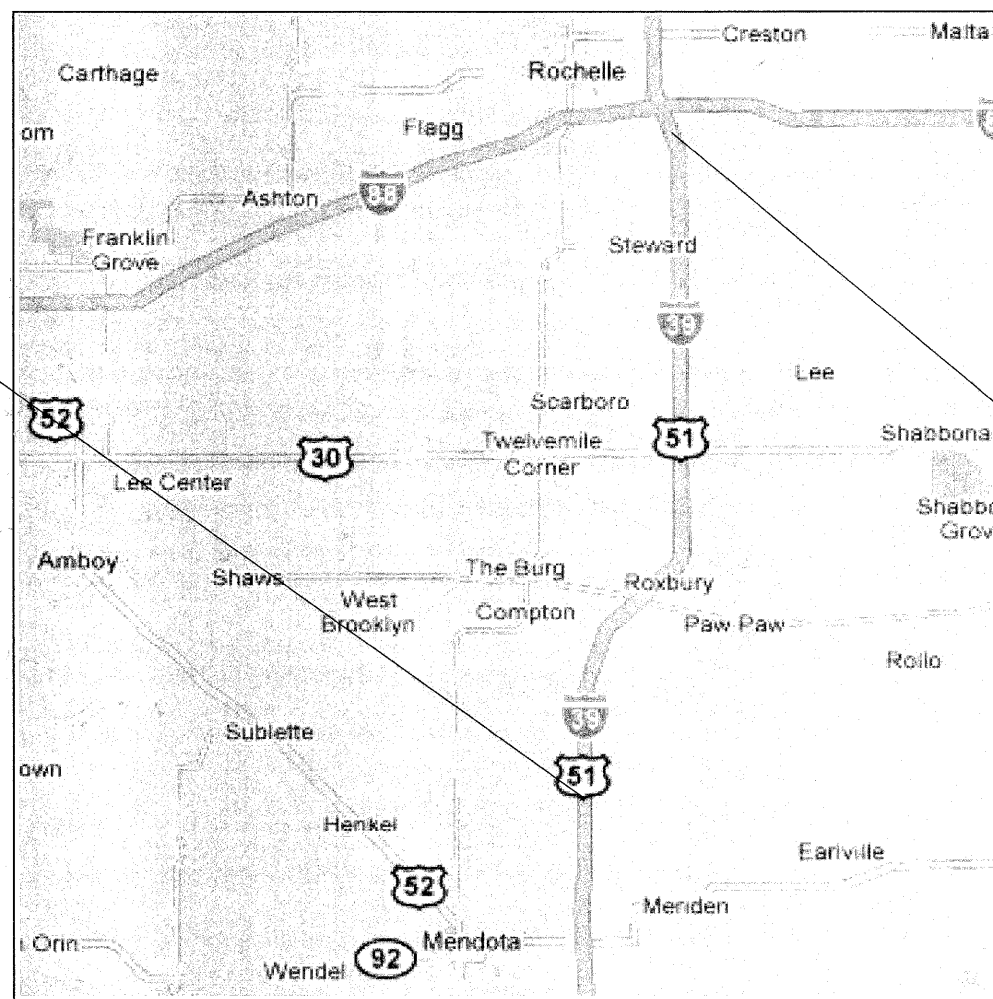 Creston
Malta
Carthage
Rochelle
om
Flagg
88
Ashton
Franklin
Grove
Steward
39
Lee
Scarboro
52
Twelvemile
Corner
51
Shabbona
30
Lee Center
Shabbo
Grov
Amboy
Shaws
The Burg
Roxbury
West
Brooklyn
Compton
Paw Paw
Rollo
39
Sublette
own
51
Henkel
Earlville
52
Meriden
Orin
Mendota
Wendel
92